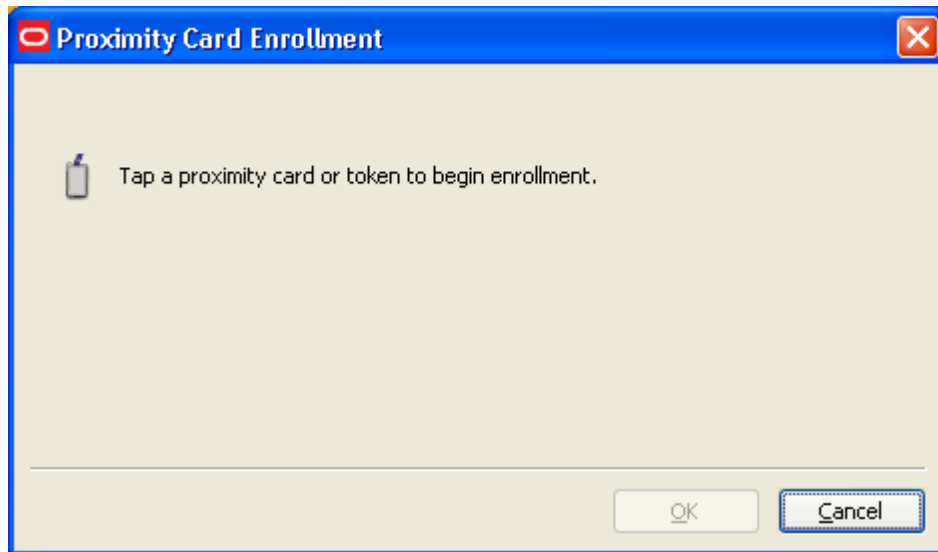 Proximity Card Enrollment
Tap a proximity card or token to begin enrollment.
OK
Cancel